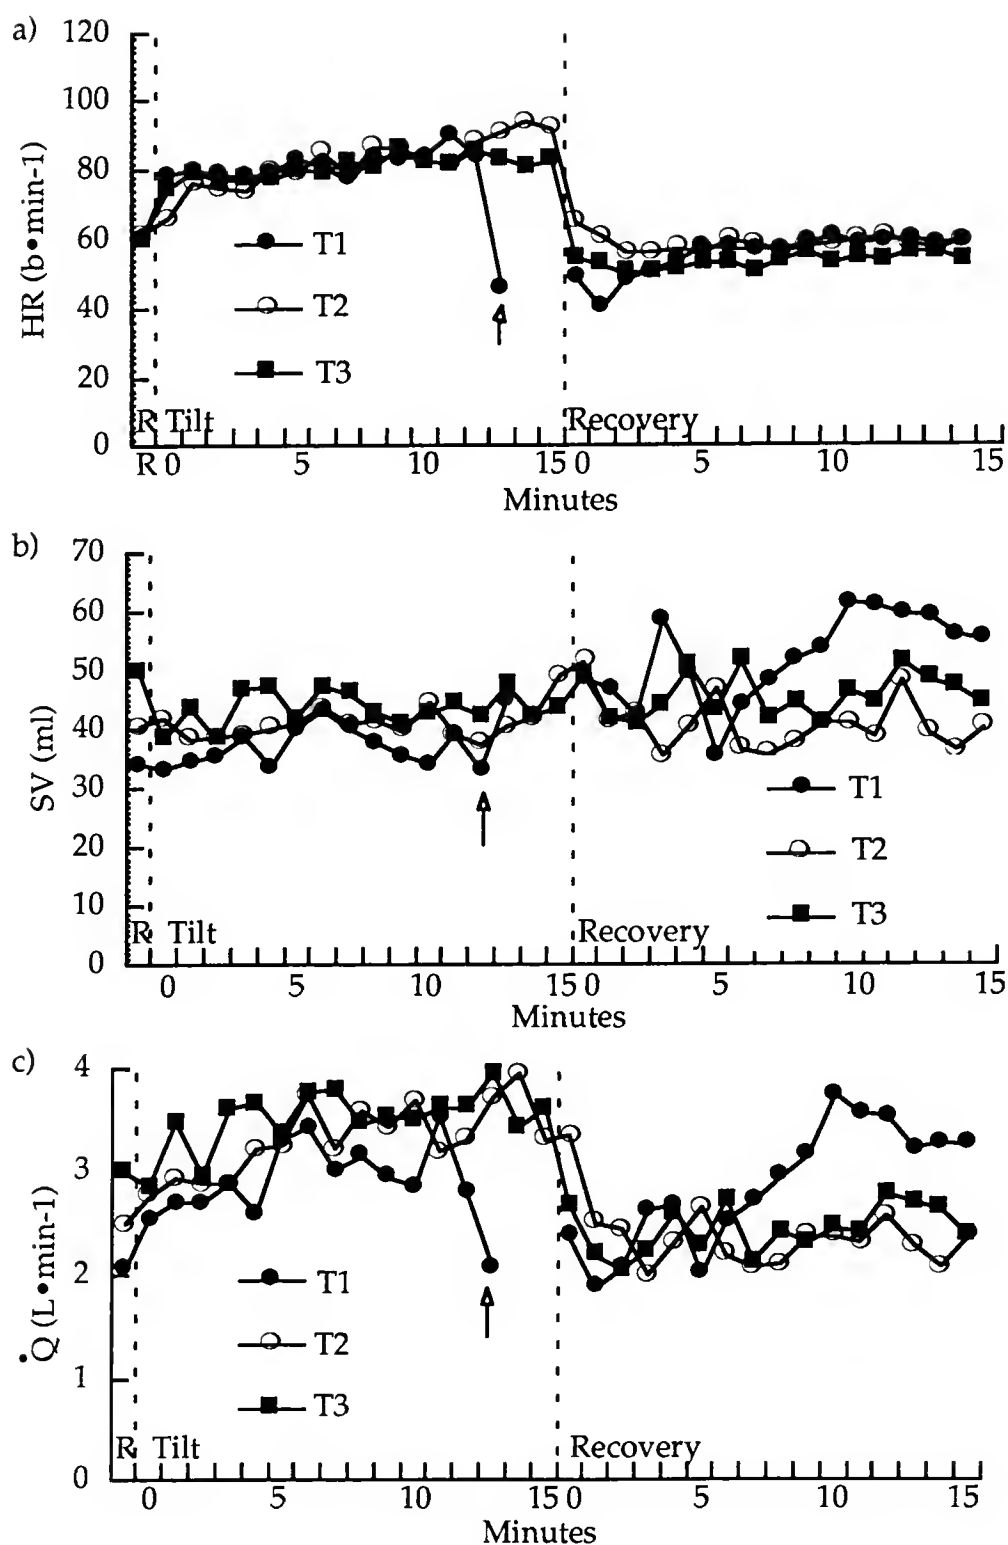 a)
120
100
80
60
40
20
0
HR (b•min-1)
T1
T2
T3
R Tilt
Recovery
R 0 5 10 15 0 5 10 15
Minutes
b)
70
60
50
40
30
20
10
0
SV (ml)
T1
T2
T3
R Tilt
Recovery
0 5 10 15 0 5 10 15
Minutes
c)
4
3
2
1
0
Q̇ (L•min-1)
T1
T2
T3
R Tilt
Recovery
0 5 10 15 0 5 10 15
Minutes